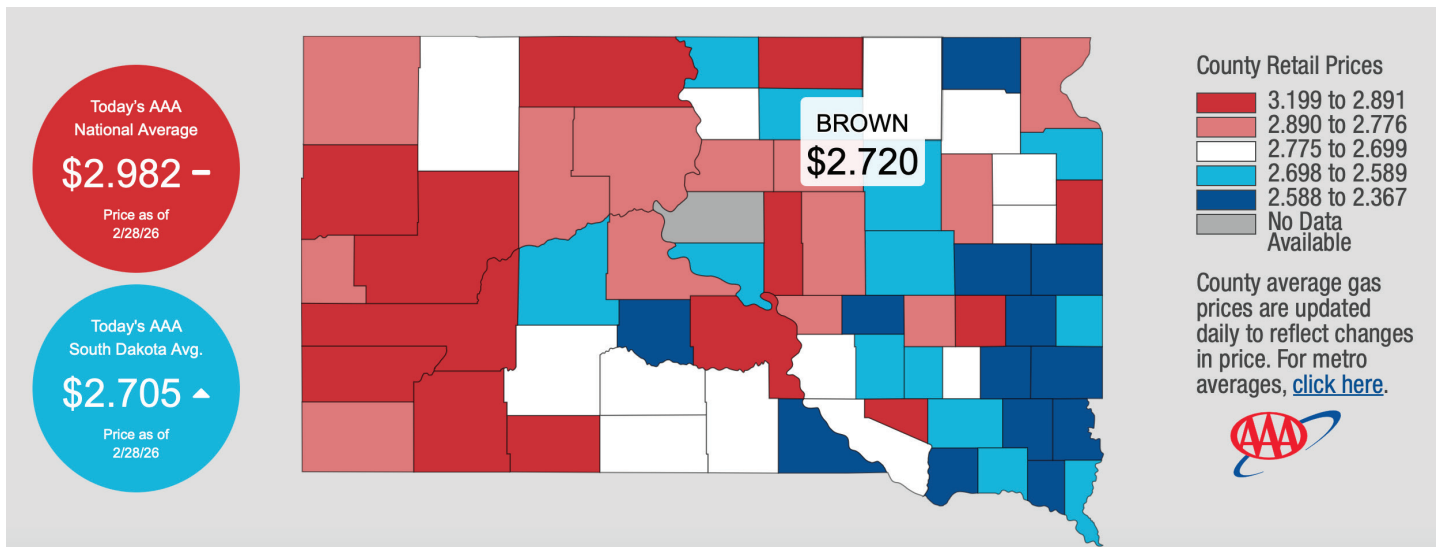 Today's AAA
National Average
$2.982 –
Price as of
2/28/26
Today's AAA
South Dakota Avg.
$2.705
Price as of
2/28/26
BROWN
$2.720
County Retail Prices
3.199 to 2.891
2.890 to 2.776
2.775 to 2.699
2.698 to 2.589
2.588 to 2.367
No Data
Available
County average gas
prices are updated
daily to reflect changes
in price. For metro
averages, click here.
AAA